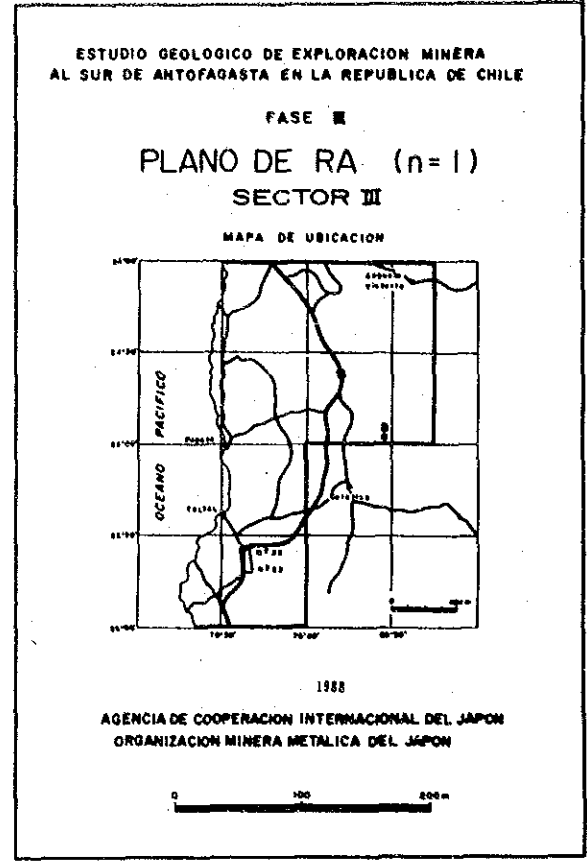 ESTUDIO GEOLOGICO DE EXPLORACION MINERA
AL SUR DE ANTOFAGASTA EN LA REPUBLICA DE CHILE
FASE III
PLANO DE RA (n=1)
SECTOR III
MAPA DE UBICACION
OCEANO PACIFICO
TALTAL
1988
AGENCIA DE COOPERACION INTERNACIONAL DEL JAPON
ORGANIZACION MINERA METALICA DEL JAPON
0 100 200m